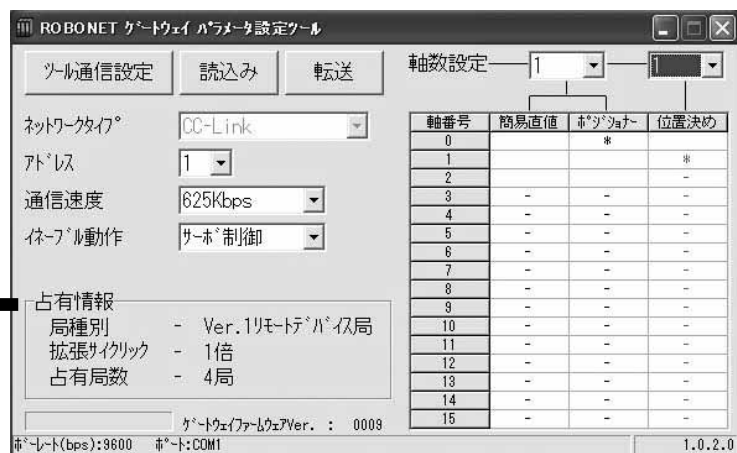 ROBONET ｹﾞｰﾄｳｪｲ ﾊﾟﾗﾒｰﾀ設定ﾂｰﾙ
ﾂｰﾙ通信設定
読込み
転送
軸数設定
1
1
ﾈｯﾄﾜｰｸﾀｲﾌﾟ
CC-Link
ｱﾄﾞﾚｽ
1
通信速度
625Kbps
ｲﾈｰﾌﾞﾙ動作
ｻｰﾎﾞ制御
占有情報
局種別 - Ver.1ﾘﾓｰﾄﾃﾞﾊﾞｲｽ局
拡張ｻｲｸﾘｯｸ - 1倍
占有局数 - 4局
ｹﾞｰﾄｳｪｲﾌｧｰﾑｳｪｱVer. : 0009
軸番号 簡易直値 ﾎﾟｼﾞｼｮﾅｰ 位置決め
0 *
1 *
2 -
3 - - -
4 - - -
5 - - -
6 - - -
7 - - -
8 - - -
9 - - -
10 - - -
11 - - -
12 - - -
13 - - -
14 - - -
15 - - -
ﾎﾞｰﾚｰﾄ(bps):9600 ﾎﾟｰﾄ:COM1
1.0.2.0